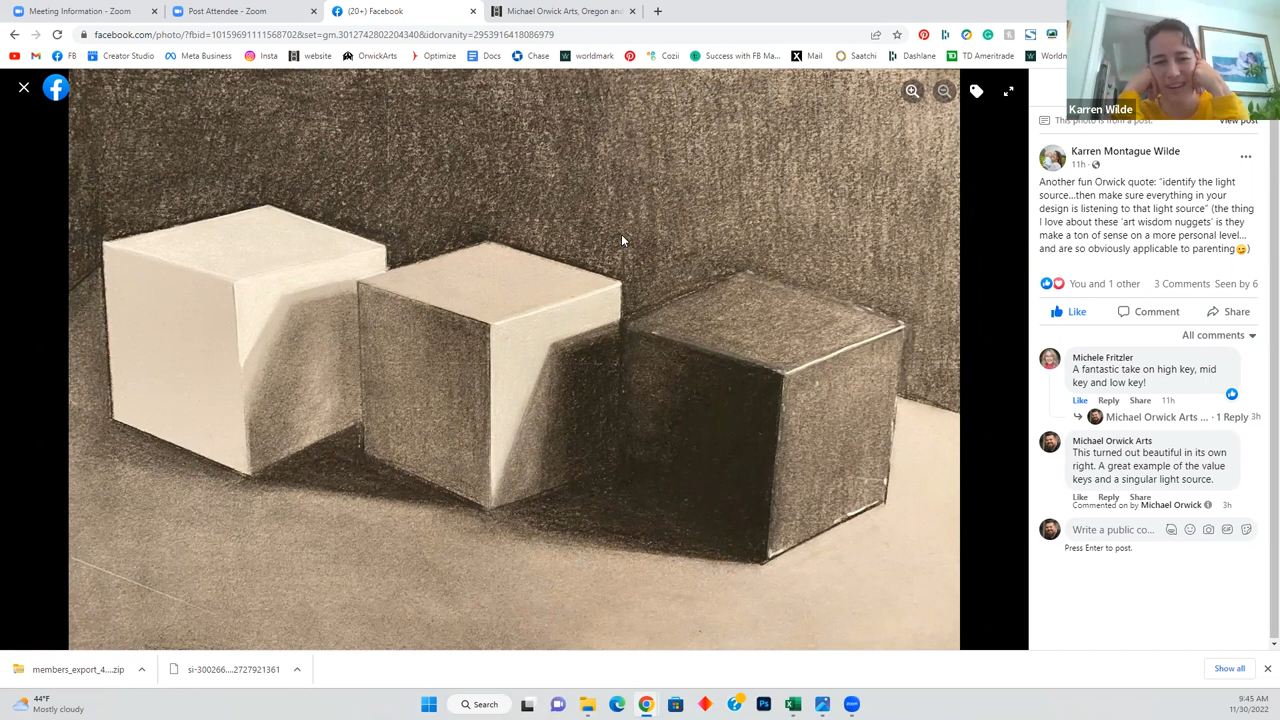 Meeting Information - Zoom
Post Attendee - Zoom
(20+) Facebook
Michael Orwick Arts, Oregon and
facebook.com/photo/?fbid=10159691111568702&set=gm.3012742802204340&idorvanity=2953916418086979
FB
Creator Studio
Meta Business
Insta
website
OrwickArts
Optimize
Docs
Chase
worldmark
Cozii
Success with FB Ma...
Mail
Saatchi
Dashlane
TD Ameritrade
Karren Wilde
This photo is from a post.
View post
Karren Montague Wilde
11h ·
Another fun Orwick quote: "identify the light
source...then make sure everything in your
design is listening to that light source" (the thing
I love about these 'art wisdom nuggets' is they
make a ton of sense on a more personal level...
and are so obviously applicable to parenting😉)
You and 1 other
3 Comments Seen by 6
Like
Comment
Share
All comments
Michele Fritzler
A fantastic take on high key, mid
key and low key!
Like Reply Share 11h
Michael Orwick Arts ... · 1 Reply 3h
Michael Orwick Arts
This turned out beautiful in its own
right. A great example of the value
keys and a singular light source.
Like Reply Share
Commented on by Michael Orwick 3h
Write a public co...
Press Enter to post.
members_export_4....zip
si-300266....2727921361
Show all
44°F
Mostly cloudy
Search
zoom
9:45 AM
11/30/2022